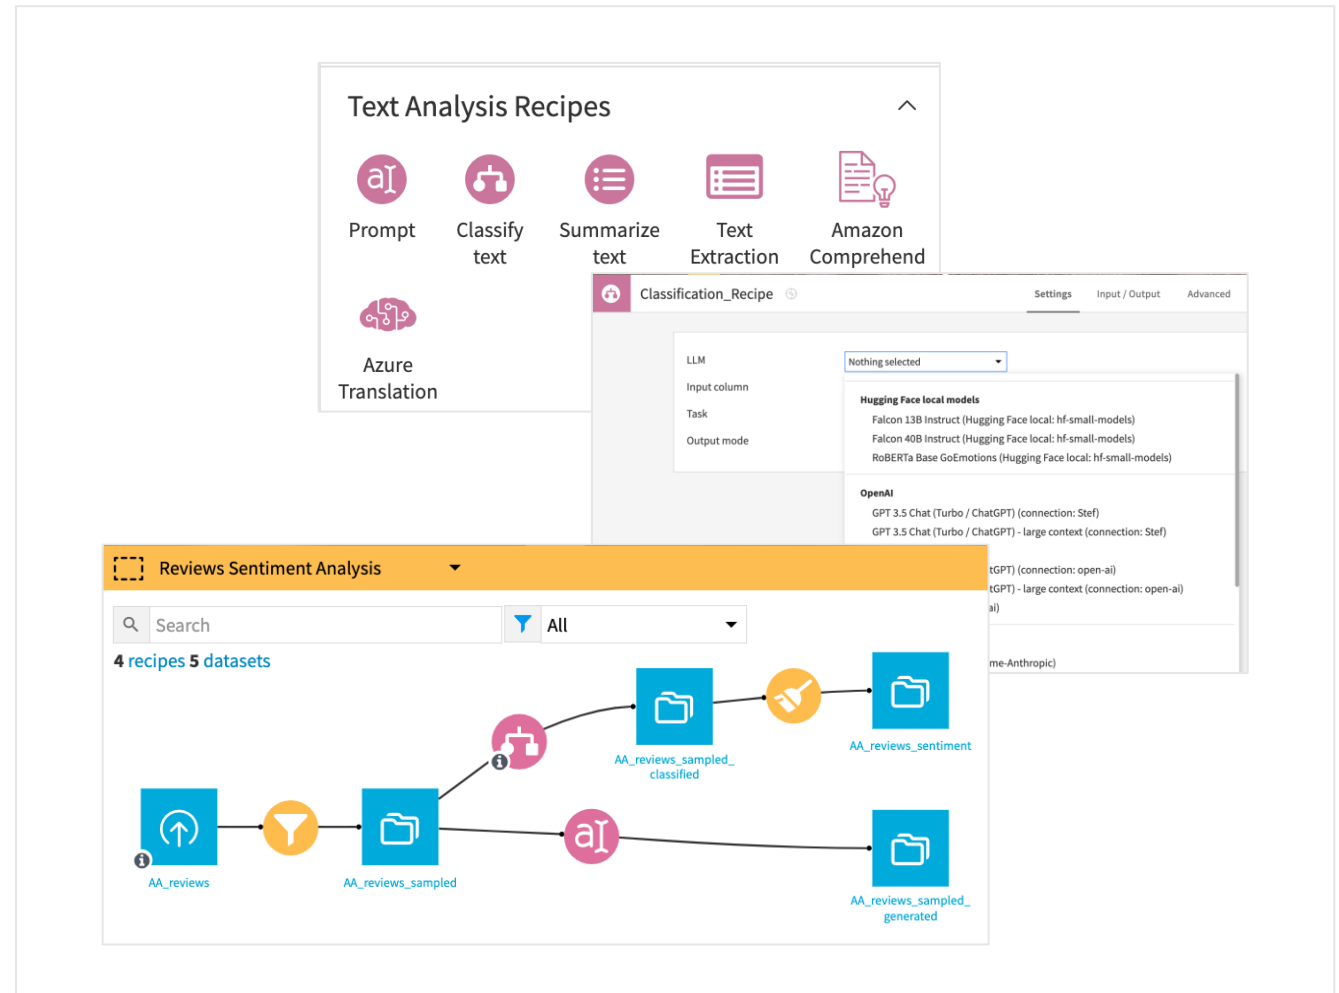 Text Analysis Recipes
Prompt
Classify
text
Summarize
text
Text
Extraction
Amazon
Comprehend
Azure
Translation
Classification_Recipe
Settings
Input / Output
Advanced
LLM
Nothing selected
Input column
Task
Output mode
Hugging Face local models
Falcon 13B Instruct (Hugging Face local: hf-small-models)
Falcon 40B Instruct (Hugging Face local: hf-small-models)
RoBERTa Base GoEmotions (Hugging Face local: hf-small-models)
OpenAI
GPT 3.5 Chat (Turbo / ChatGPT) (connection: Stef)
GPT 3.5 Chat (Turbo / ChatGPT) - large context (connection: Stef)
tGPT) (connection: open-ai)
tGPT) - large context (connection: open-ai)
ai)
me-Anthropic)
Reviews Sentiment Analysis
Search
All
4 recipes 5 datasets
AA_reviews
AA_reviews_sampled
AA_reviews_sampled_
classified
AA_reviews_sentiment
aI
AA_reviews_sampled_
generated